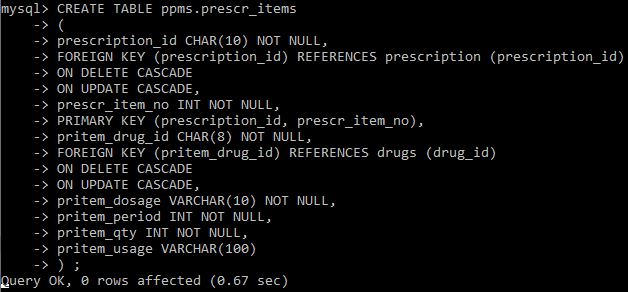 mysql> CREATE TABLE ppms.prescr_items
-> (
-> prescription_id CHAR(10) NOT NULL,
-> FOREIGN KEY (prescription_id) REFERENCES prescription (prescription_id)
-> ON DELETE CASCADE
-> ON UPDATE CASCADE,
-> prescr_item_no INT NOT NULL,
-> PRIMARY KEY (prescription_id, prescr_item_no),
-> pritem_drug_id CHAR(8) NOT NULL,
-> FOREIGN KEY (pritem_drug_id) REFERENCES drugs (drug_id)
-> ON DELETE CASCADE
-> ON UPDATE CASCADE,
-> pritem_dosage VARCHAR(10) NOT NULL,
-> pritem_period INT NOT NULL,
-> pritem_qty INT NOT NULL,
-> pritem_usage VARCHAR(100)
-> ) ;
Query OK, 0 rows affected (0.67 sec)